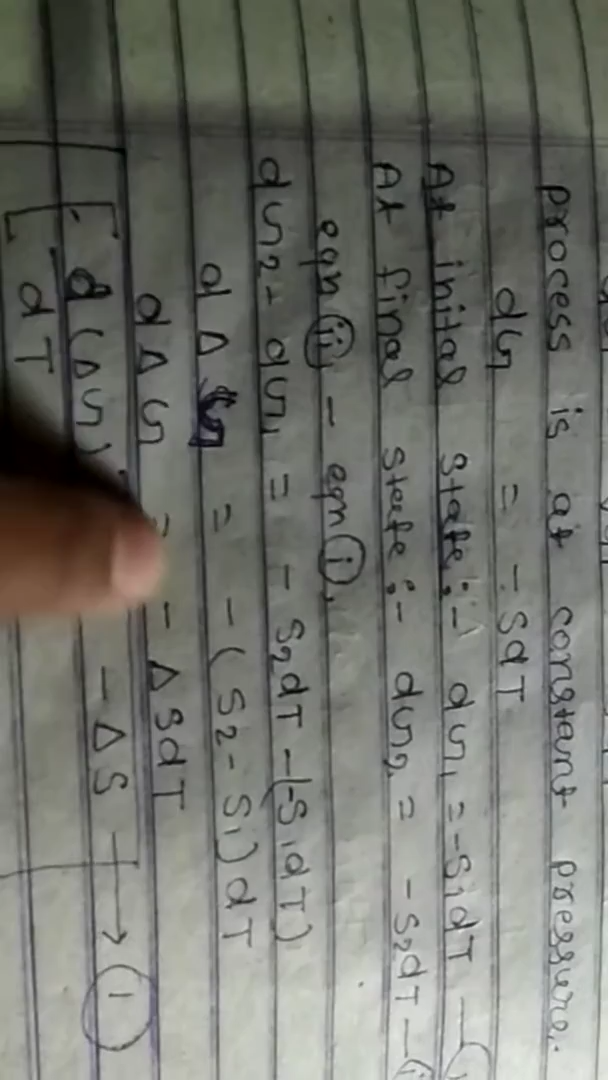 process is at constant pressure.
dG = - SdT
At inital state :- dG₁ = -S₁dT —
At final state :- dG₂ = - S₂dT — (i
eqn (ii) - eqn (i),
dG₂ - dG₁ = - S₂dT - (-S₁dT)
dΔG = - (S₂ - S₁)dT
dΔG = - ΔSdT
[d(ΔG)
dT - ΔS → (1)